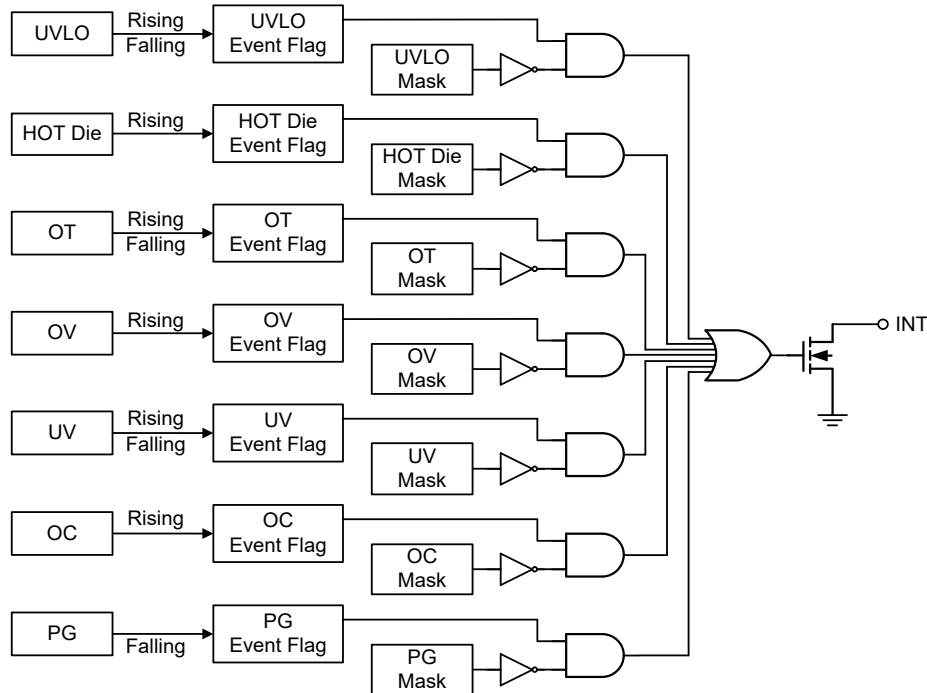 UVLO
Rising
Falling
UVLO
Event Flag
UVLO
Mask
HOT Die
Rising
HOT Die
Event Flag
HOT Die
Mask
OT
Rising
Falling
OT
Event Flag
OT
Mask
OV
Rising
OV
Event Flag
OV
Mask
INT
UV
Rising
Falling
UV
Event Flag
UV
Mask
OC
Rising
OC
Event Flag
OC
Mask
PG
Falling
PG
Event Flag
PG
Mask